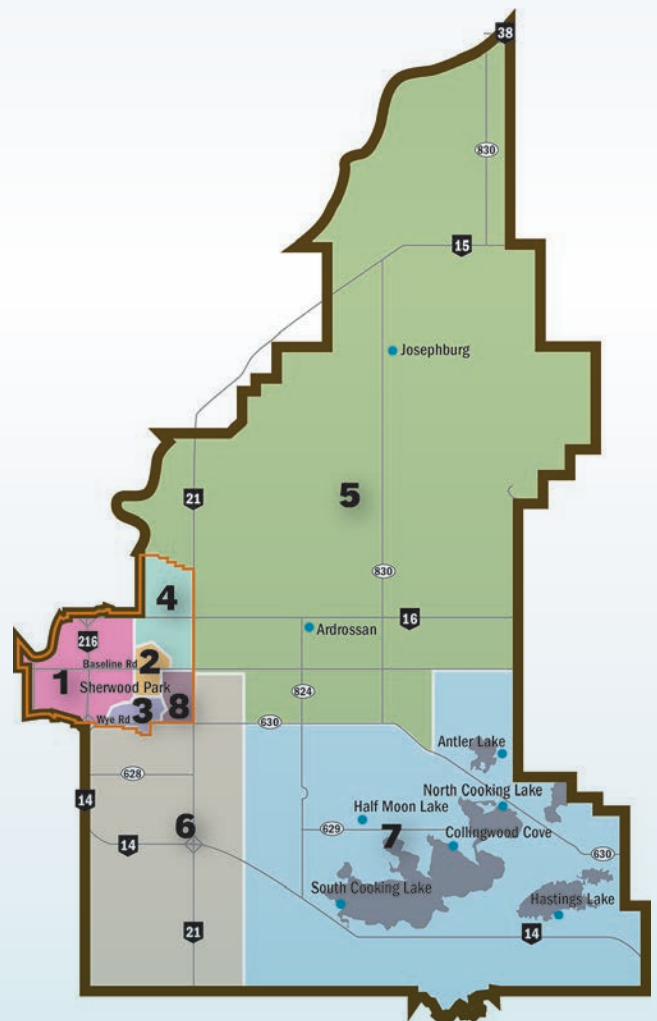 38
830
15
Josephburg
21
5
830
4
16
Ardrossan
216
Baseline Rd
2
1
Sherwood Park
824
3
8
Wye Rd
630
Antler Lake
628
North Cooking Lake
14
Half Moon Lake
6
629
7
Collingwood Cove
14
630
South Cooking Lake
Hastings Lake
21
14